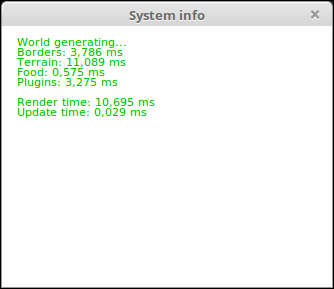 System info
World generating...
Borders: 3,786 ms
Terrain: 11,089 ms
Food: 0,575 ms
Plugins: 3,275 ms
Render time: 10,695 ms
Update time: 0,029 ms